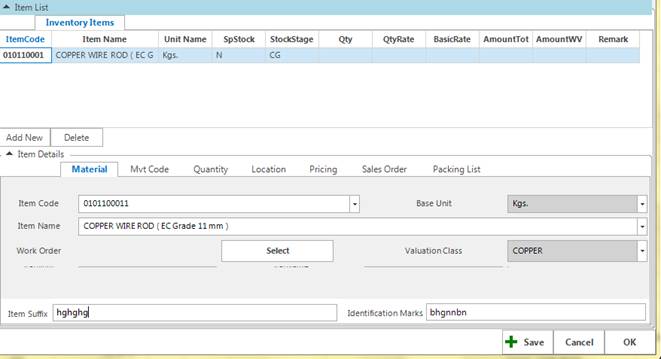 Item List
Inventory Items
ItemCode Item Name Unit Name SpStock StockStage Qty QtyRate BasicRate AmountTot AmountWV Remark
010110001 COPPER WIRE ROD ( EC G Kgs. N CG
Add New Delete
Item Details
Material Mvt Code Quantity Location Pricing Sales Order Packing List
Item Code 0101100011 Base Unit Kgs.
Item Name COPPER WIRE ROD ( EC Grade 11 mm )
Work Order Select Valuation Class COPPER
Item Suffix hghghg Identification Marks bhgnnbn
Save Cancel OK